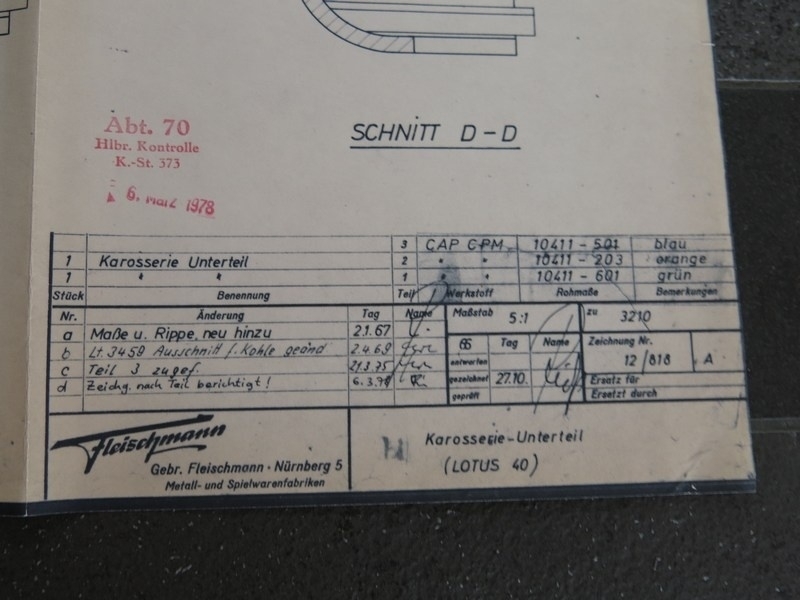 SCHNITT D-D
Abt. 70
Hlbr. Kontrolle
K.-St. 373
6. März 1978
3 CAP CPM 10411 - 501 blau
1 Karosserie Unterteil 2 " " 10411 - 203 orange
1 " " 1 " " 10411 - 601 grün
Stück Benennung Teil Werkstoff Rohmaße Bemerkungen
Nr. Änderung Tag Name
a Maße u. Rippe neu hinzu 2.1.67
b Lt. 3459 Ausschnitt f. Kohle geänd 2.4.69
c Teil 3 zugef. 21.3.75
d Zeichg. nach Teil berichtigt! 6.3.78
Maßstab 5:1 zu 3210
66 Tag Name
entworfen
gezeichnet 27.10.
geprüft
Zeichnung Nr.
12/818 A
Ersatz für
Ersetzt durch
Fleischmann
Gebr. Fleischmann · Nürnberg 5
Metall- und Spielwarenfabriken
Karosserie-Unterteil
(LOTUS 40)